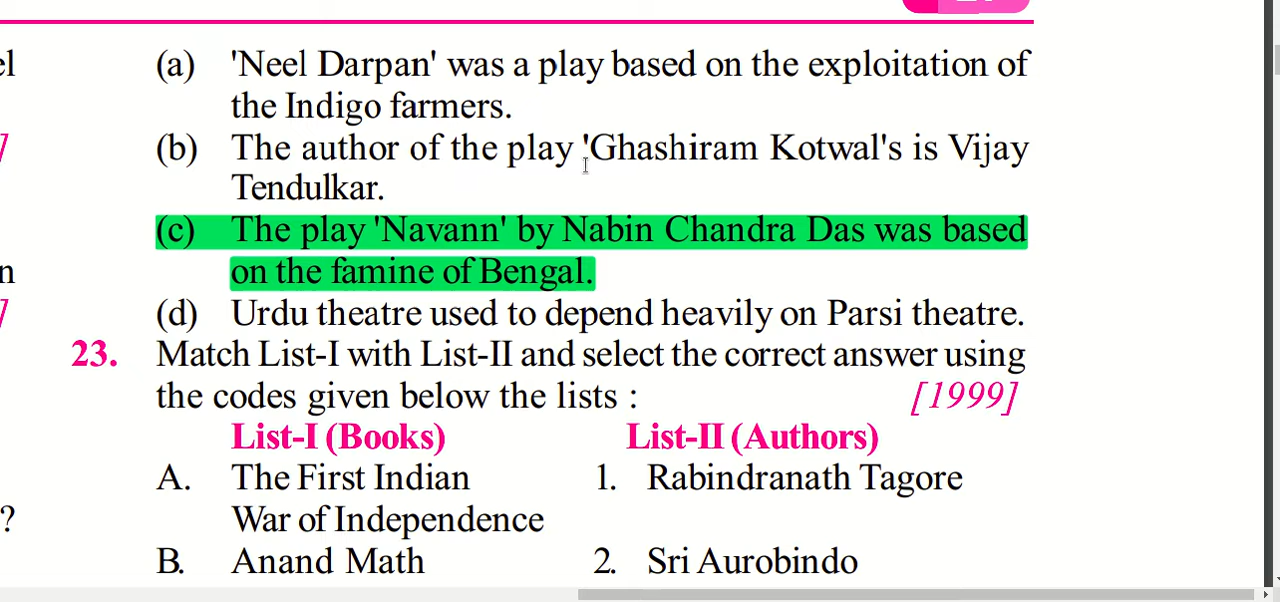 (a) 'Neel Darpan' was a play based on the exploitation of
the Indigo farmers.
(b) The author of the play 'Ghashiram Kotwal's is Vijay
Tendulkar.
(c) The play 'Navann' by Nabin Chandra Das was based
on the famine of Bengal.
(d) Urdu theatre used to depend heavily on Parsi theatre.
23. Match List-I with List-II and select the correct answer using
the codes given below the lists : [1999]
List-I (Books) List-II (Authors)
A. The First Indian 1. Rabindranath Tagore
War of Independence
B. Anand Math 2. Sri Aurobindo